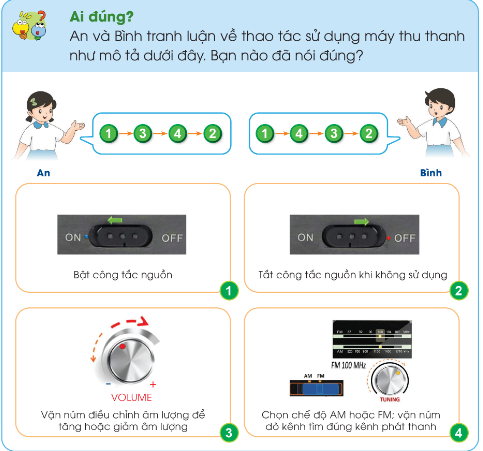 Ai đúng?
An và Bình tranh luận về thao tác sử dụng máy thu thanh
như mô tả dưới đây. Bạn nào đã nói đúng?
1 3 4 2
1 4 3 2
An
Bình
ON OFF
Bật công tắc nguồn
1
ON OFF
Tắt công tắc nguồn khi không sử dụng
2
- +
VOLUME
Vặn núm điều chỉnh âm lượng để
tăng hoặc giảm âm lượng
3
FM
AM
FM 100 MHz
AM FM
TUNING
Chọn chế độ AM hoặc FM; vặn núm
dò kênh tìm đúng kênh phát thanh
4